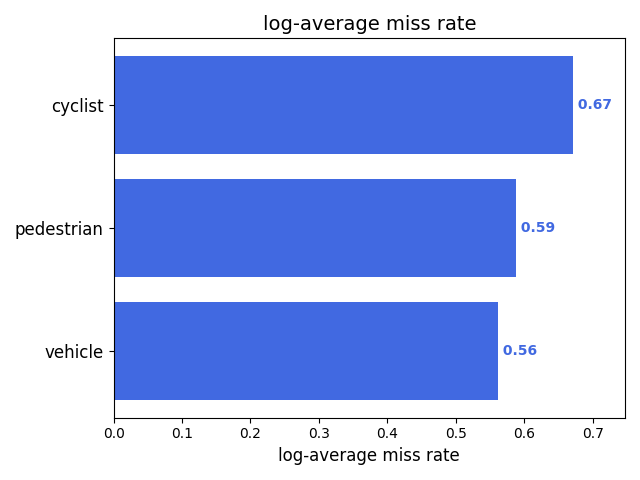 log-average miss rate
cyclist
0.67
pedestrian
0.59
vehicle
0.56
0.0 0.1 0.2 0.3 0.4 0.5 0.6 0.7
log-average miss rate